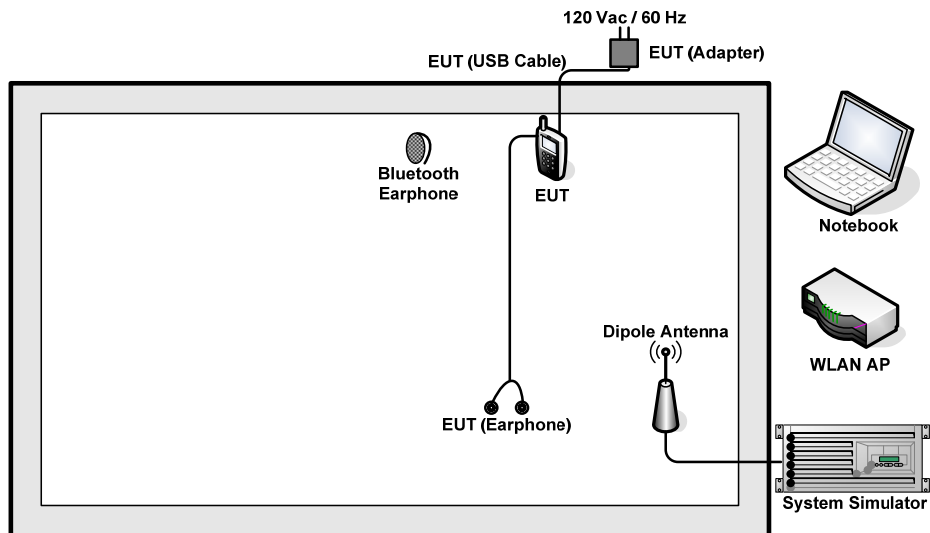 120 Vac / 60 Hz
EUT (USB Cable)
EUT (Adapter)
Bluetooth
Earphone
EUT
Notebook
Dipole Antenna
WLAN AP
EUT (Earphone)
System Simulator